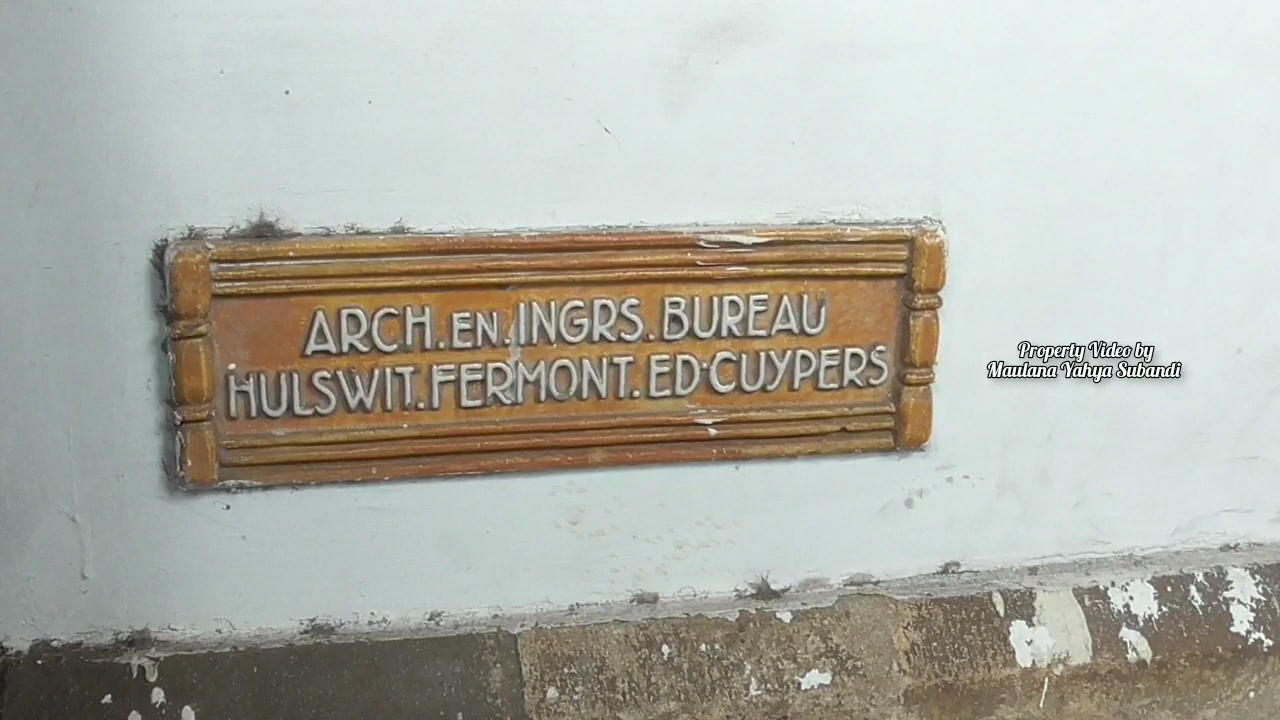 ARCH. EN. INGRS. BUREAU
HULSWIT. FERMONT. ED·CUYPERS
Property Video by
Maulana Yahya Subandi